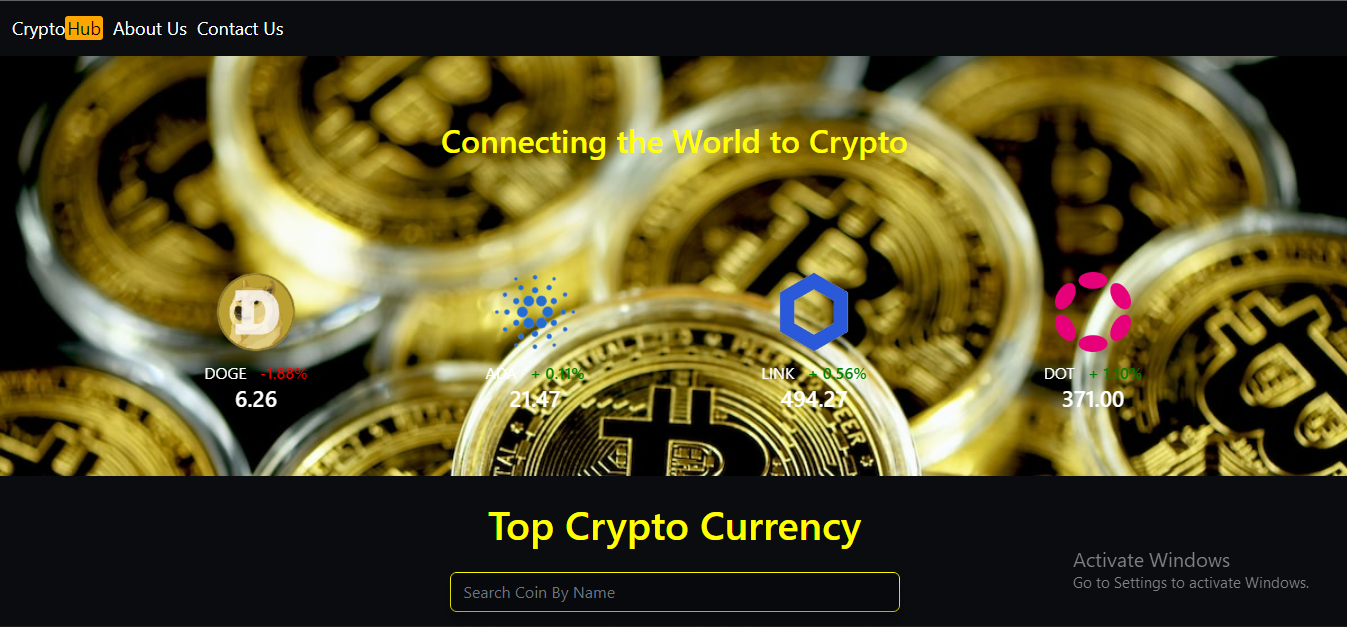 CryptoHub About Us Contact Us
Connecting the World to Crypto
DOGE -1.88%
6.26
ADA + 0.11%
21.47
LINK + 0.56%
494.27
DOT + 1.10%
371.00
Top Crypto Currency
Search Coin By Name
Activate Windows
Go to Settings to activate Windows.